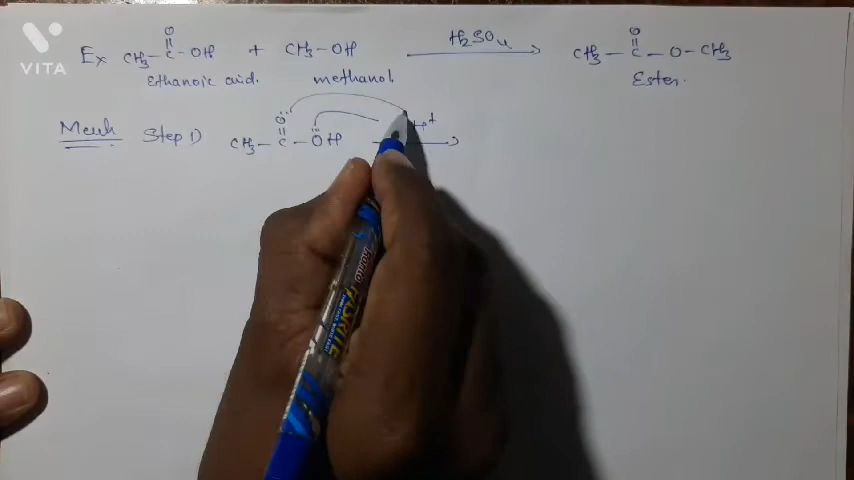 O O
Ex CH3 - C - OH + CH3 - OH H2SO4 CH3 - C - O - CH3
VITA Ethanoic acid. methanol. Ester.
O H+
Mech Step 1) CH3 - C - OH